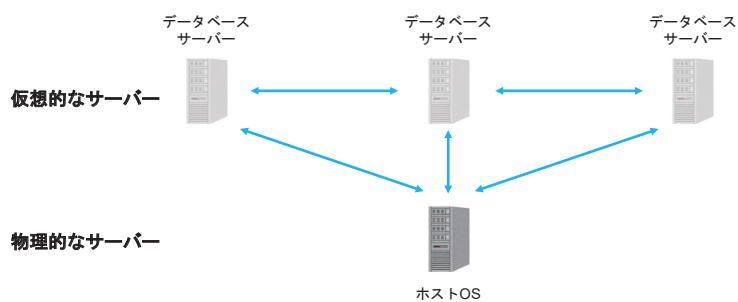 データベース
サーバー
データベース
サーバー
データベース
サーバー
仮想的なサーバー
物理的なサーバー
ホストOS